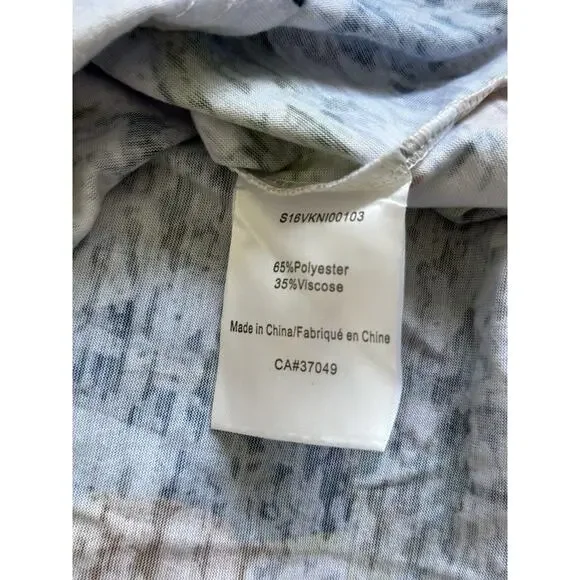 S16VKNI00103
65%Polyester
35%Viscose
Made in China/Fabriqué en Chine
CA#37049